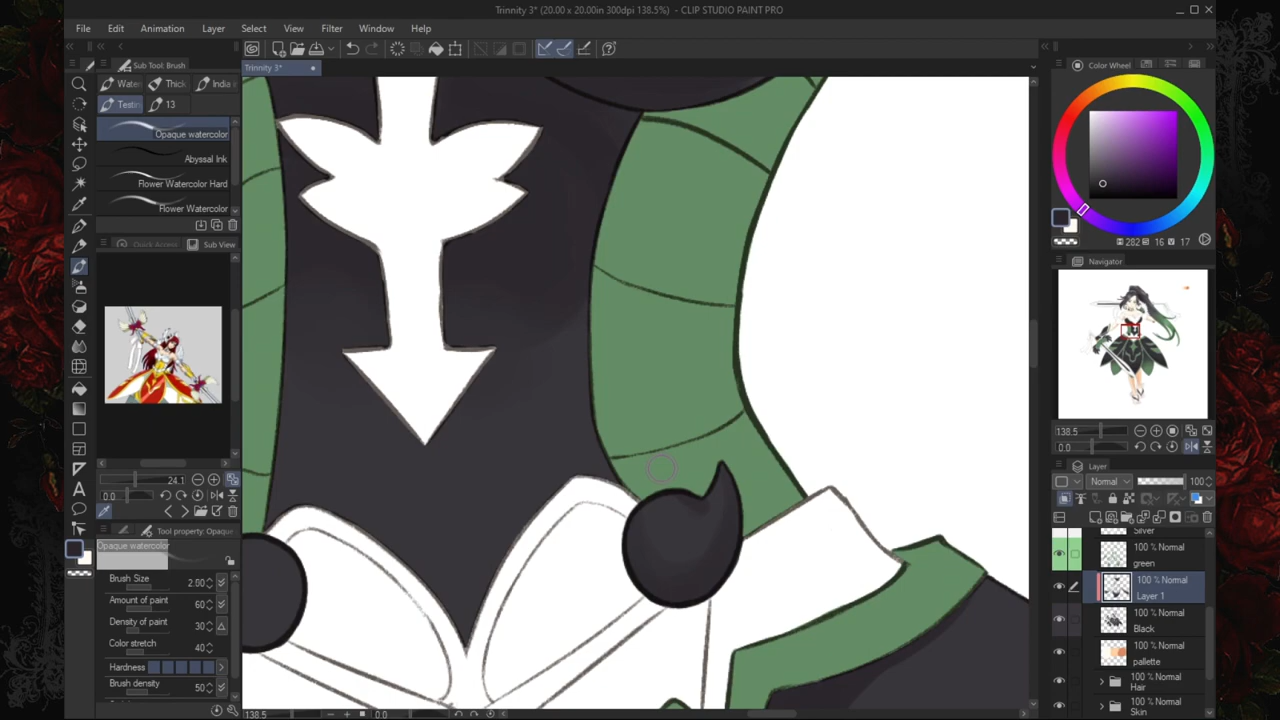 Trinnity 3* (20.00 x 20.00in 300dpi 138.5%) - CLIP STUDIO PAINT PRO
File Edit Animation Layer Select View Filter Window Help
Trinnity 3*
Sub Tool: Brush
Water Thick India
Testin 13
Opaque watercolor
Abyssal Ink
Flower Watercolor Hard
Flower Watercolor
Quick Access Sub View
24.1
0.0
Tool property: Opaque
Opaque watercolor
Brush Size 2.50
Amount of paint 60
Density of paint 30
Color stretch 40
Hardness
Brush density 50
138.5 0.0
Color Wheel
282 16 V 17
Navigator
138.5
0.0
Layer
Normal 100
Silver
100 % Normal
green
100 % Normal
Layer 1
100 % Normal
Black
100 % Normal
pallette
100 % Normal
Hair
100 % Normal
Skin